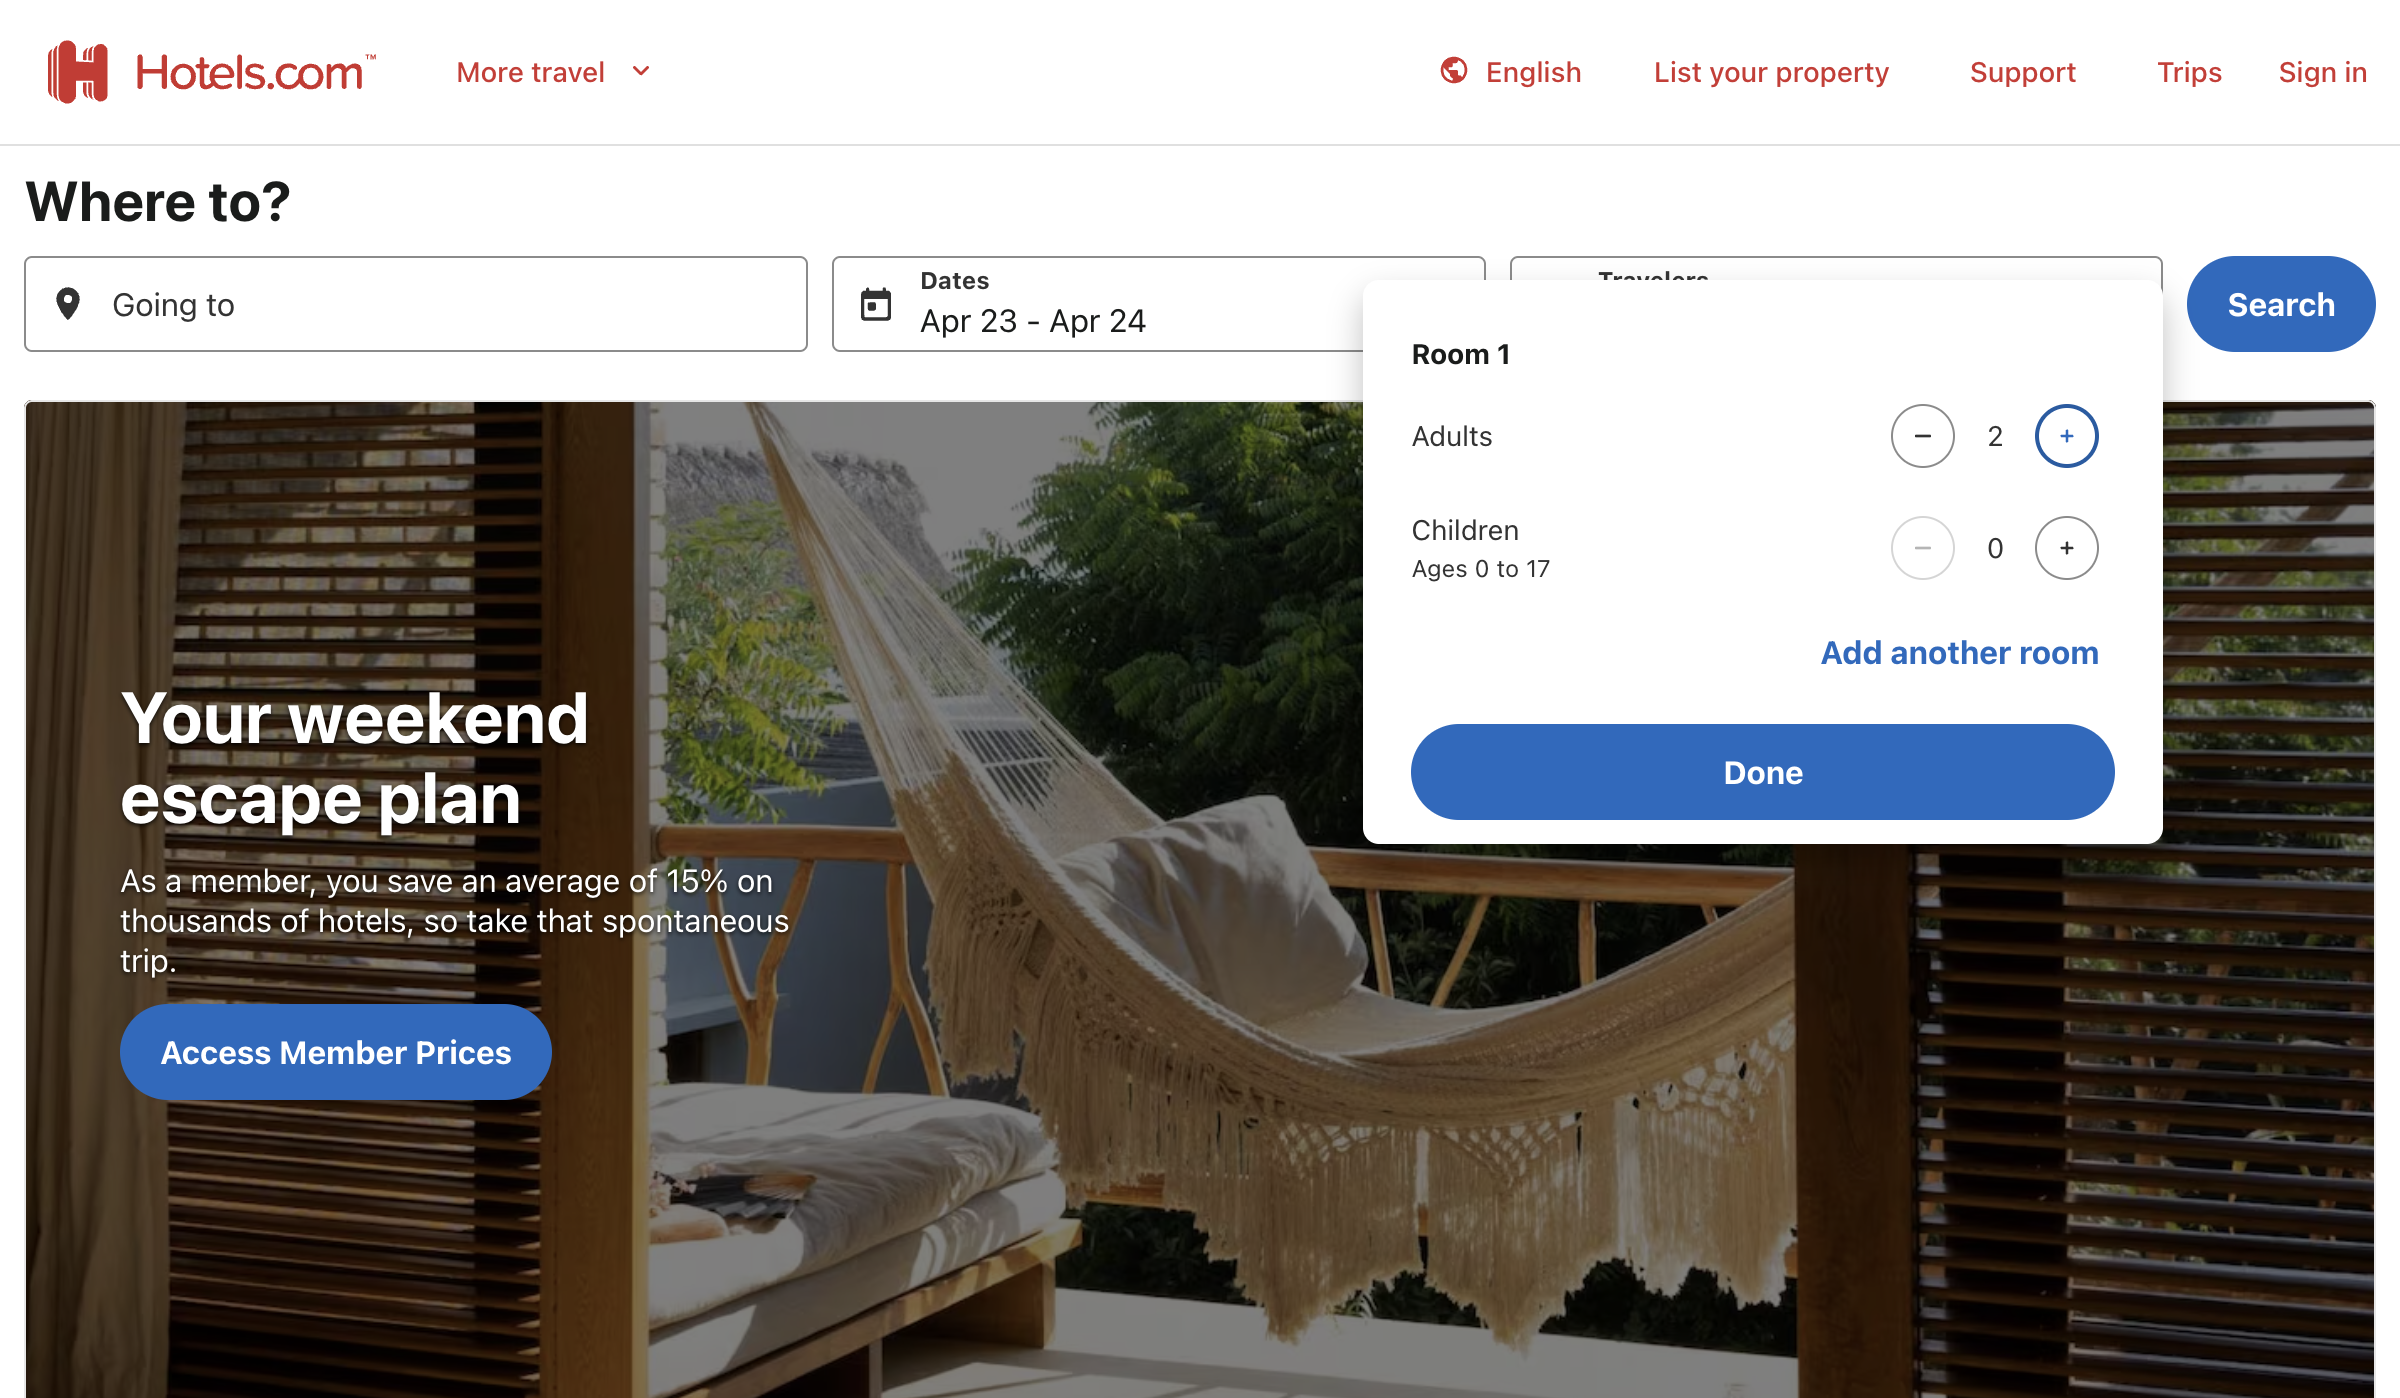 Hotels.com™
More travel
English
List your property
Support
Trips
Sign in
Where to?
Going to
Dates
Apr 23 - Apr 24
Travelers
Search
Room 1
Adults
2
Children
Ages 0 to 17
0
Add another room
Done
Your weekend
escape plan
As a member, you save an average of 15% on
thousands of hotels, so take that spontaneous
trip.
Access Member Prices